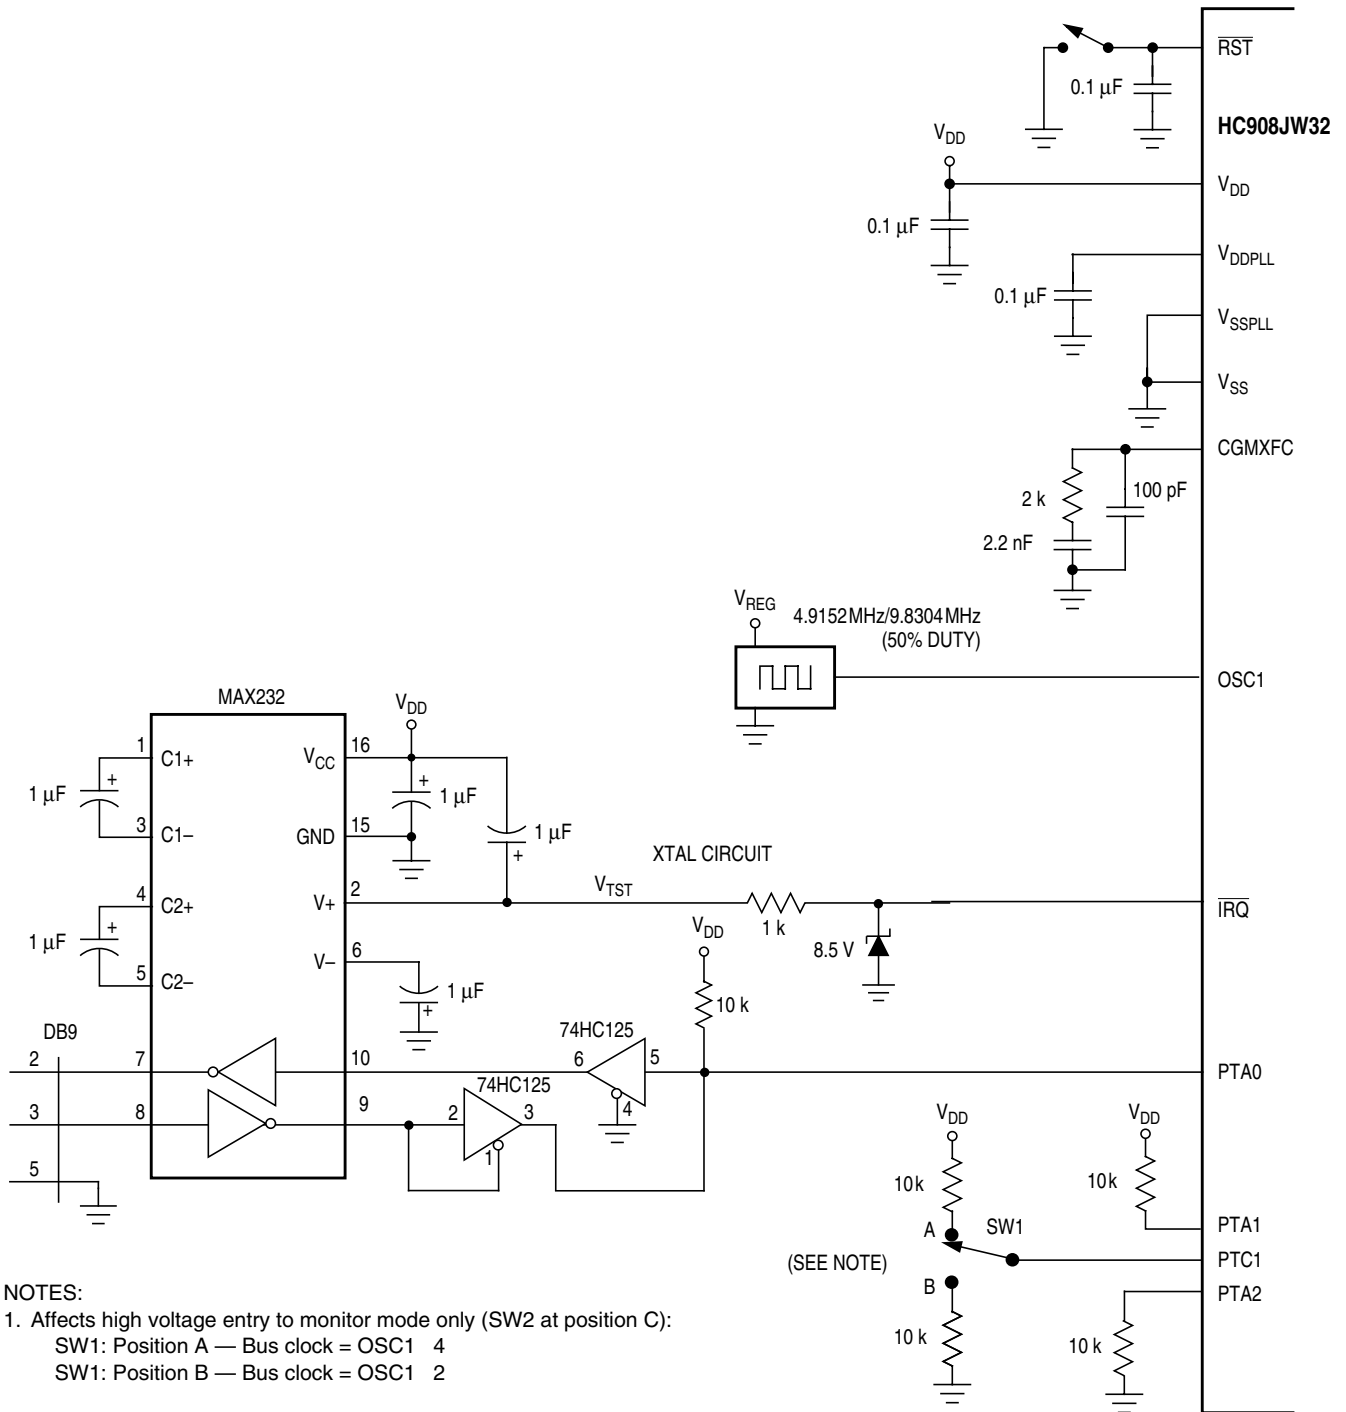 RST
0.1 µF
HC908JW32
VDD
VDD
0.1 µF
VDDPLL
0.1 µF
VSSPLL
VSS
CGMXFC
2 k
100 pF
2.2 nF
VREG
4.9152MHz/9.8304MHz
(50% DUTY)
OSC1
MAX232
VDD
1
C1+
VCC
16
1 µF
+
+
1 µF
3
C1–
GND
15
1 µF
+
XTAL CIRCUIT
4
C2+
V+
2
VTST
1 k
IRQ
1 µF
+
VDD
8.5 V
5
C2–
V–
6
1 µF
+
10 k
DB9
74HC125
2
7
10
6
5
PTA0
74HC125
4
3
8
9
2
3
1
5
VDD
VDD
10k
10k
A
SW1
PTA1
(SEE NOTE)
PTC1
B
PTA2
10 k
10 k
NOTES:
1. Affects high voltage entry to monitor mode only (SW2 at position C):
SW1: Position A — Bus clock = OSC1 4
SW1: Position B — Bus clock = OSC1 2